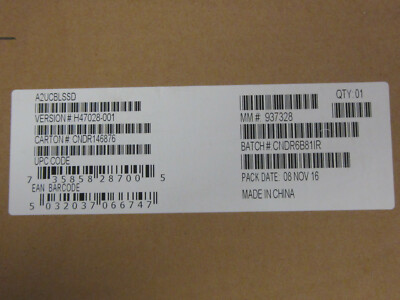 A2UCBLSSD
VERSION # H47028-001
CARTON # CNDR146876
UPC CODE
7 35858 28700 5
EAN BARCODE
5 032037 066747
QTY: 01
MM # 937328
BATCH # CNDR6B81IR
PACK DATE: 08 NOV 16
MADE IN CHINA